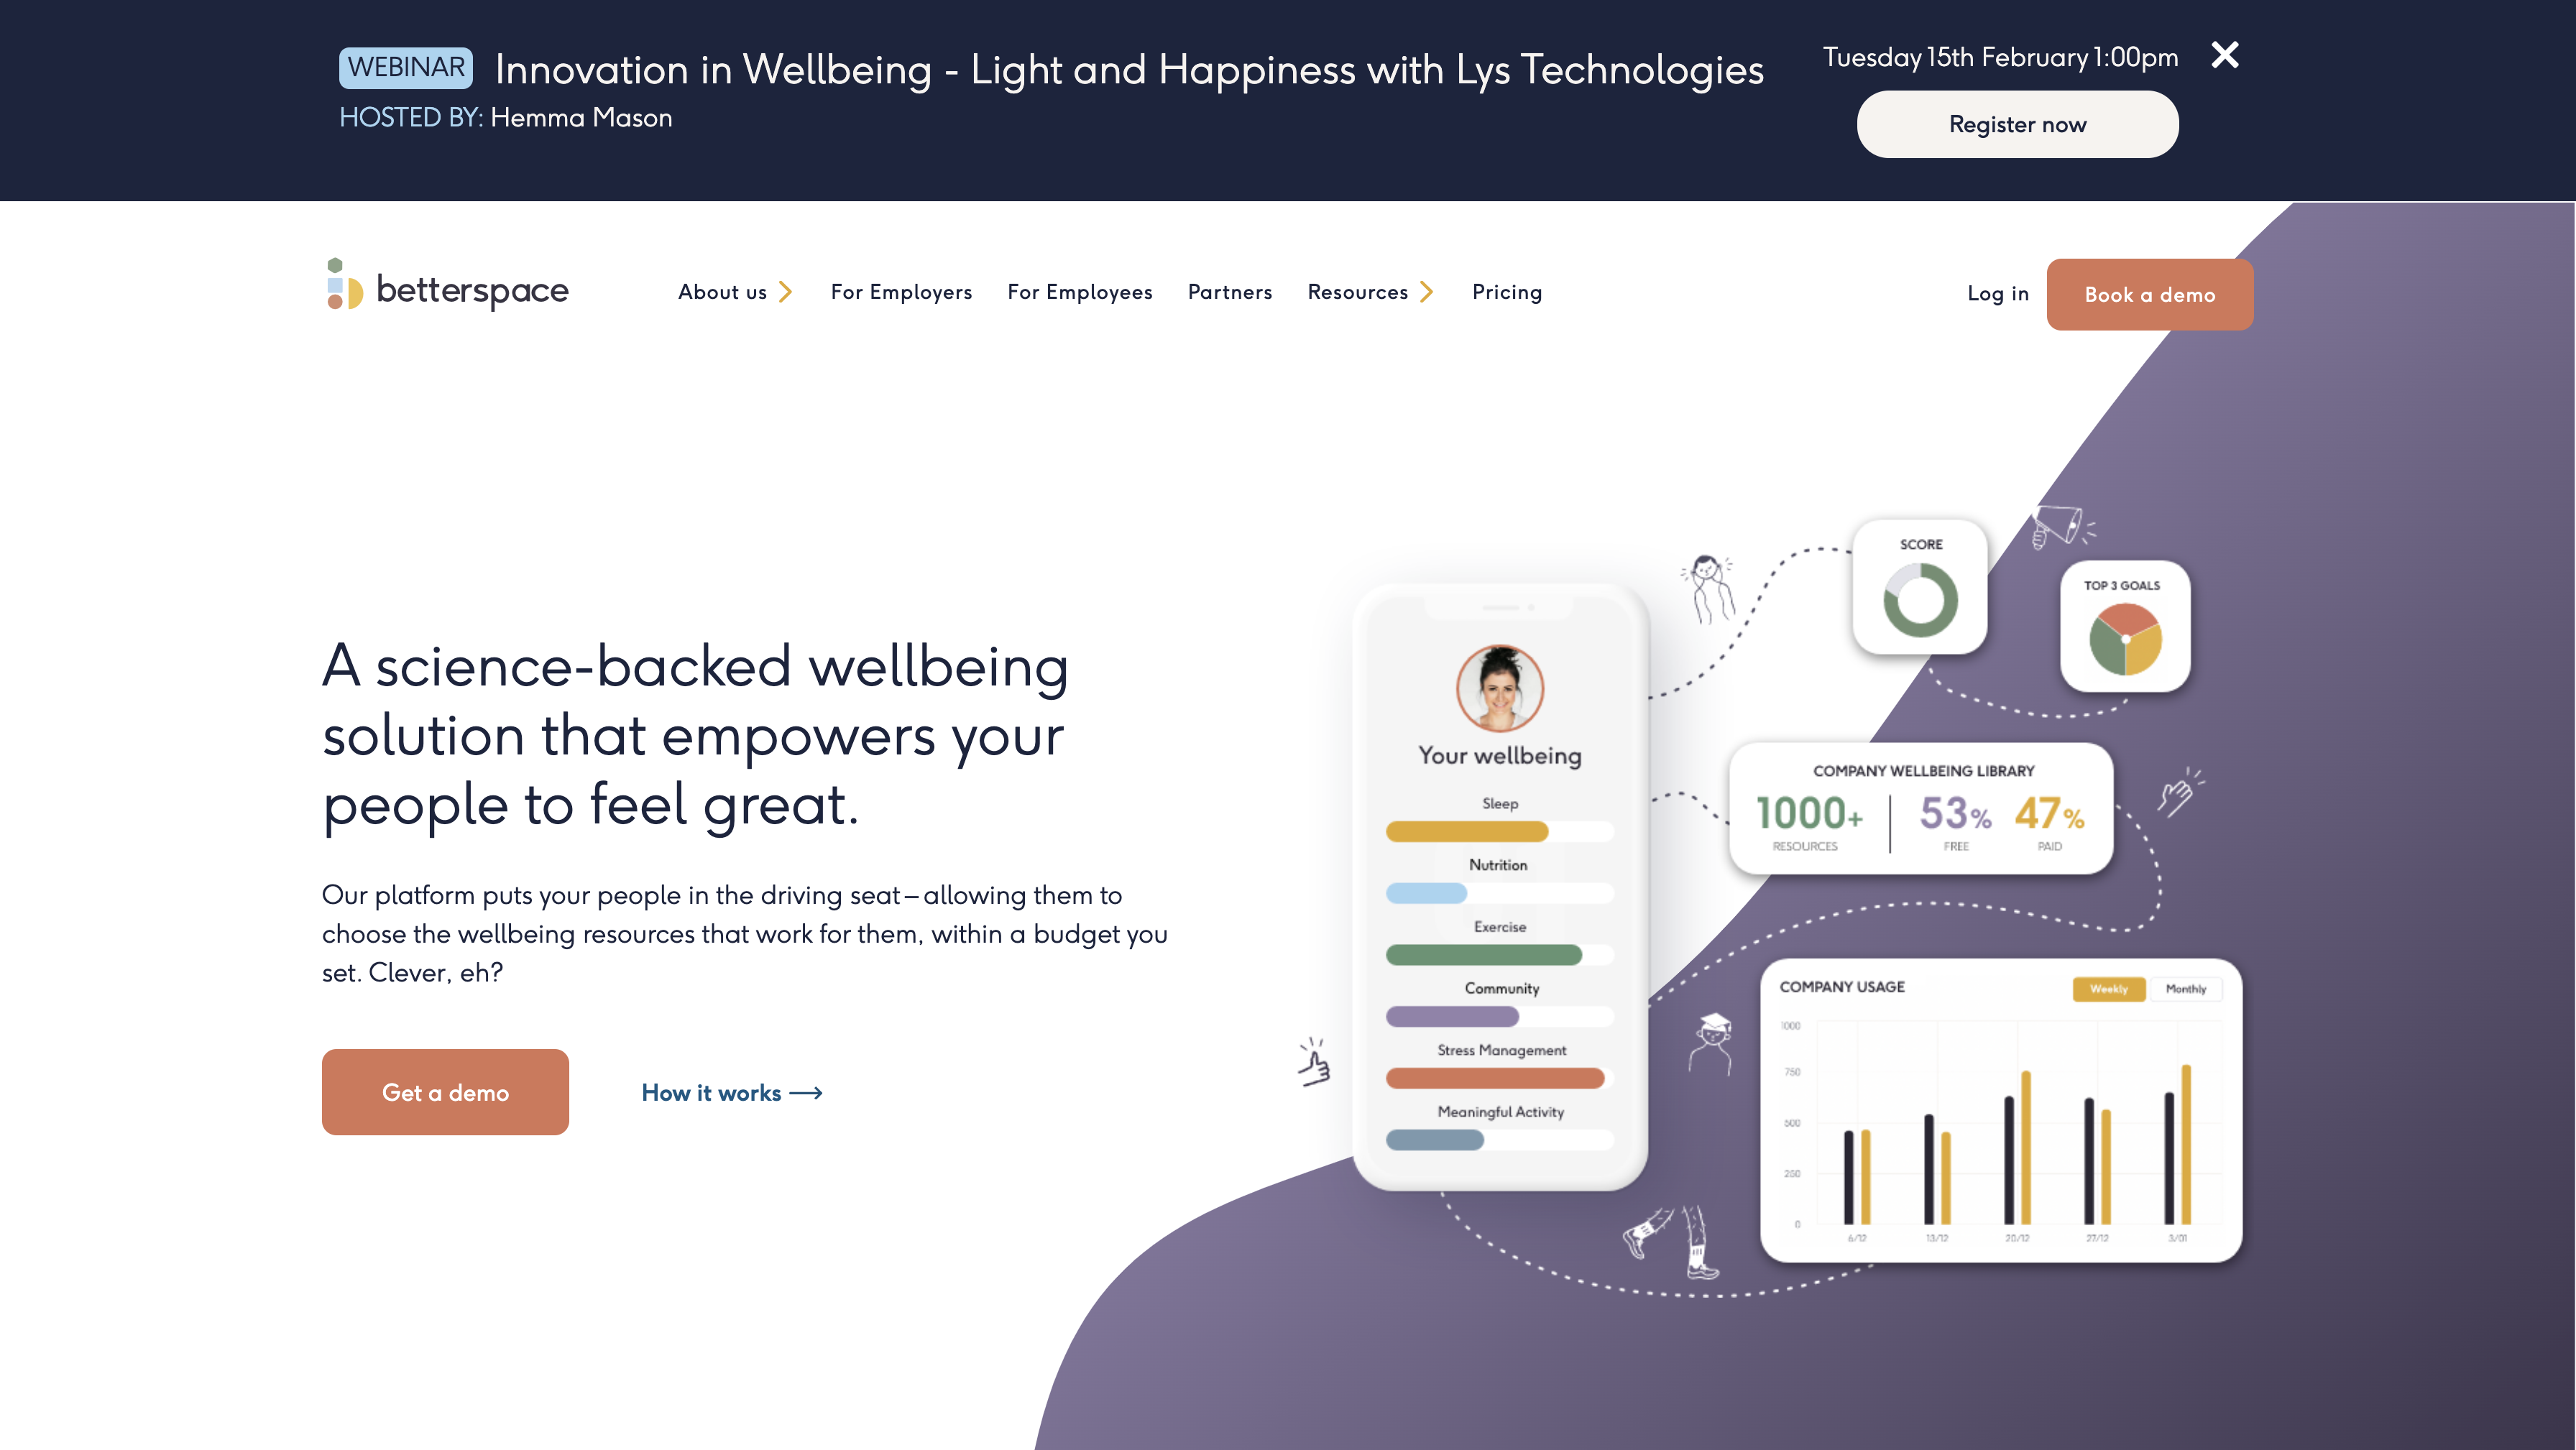 WEBINAR Innovation in Wellbeing - Light and Happiness with Lys Technologies
HOSTED BY: Hemma Mason
Tuesday 15th February 1:00pm
Register now
betterspace
About us
For Employers
For Employees
Partners
Resources
Pricing
Log in
Book a demo
A science-backed wellbeing
solution that empowers your
people to feel great.
Our platform puts your people in the driving seat – allowing them to
choose the wellbeing resources that work for them, within a budget you
set. Clever, eh?
Get a demo
How it works
Your wellbeing
Sleep
Nutrition
Exercise
Community
Stress Management
Meaningful Activity
SCORE
TOP 3 GOALS
COMPANY WELLBEING LIBRARY
1000+ 53% 47%
RESOURCES FREE PAID
COMPANY USAGE
Weekly Monthly
1000
750
500
250
0
6/12 13/12 20/12 27/12 3/01